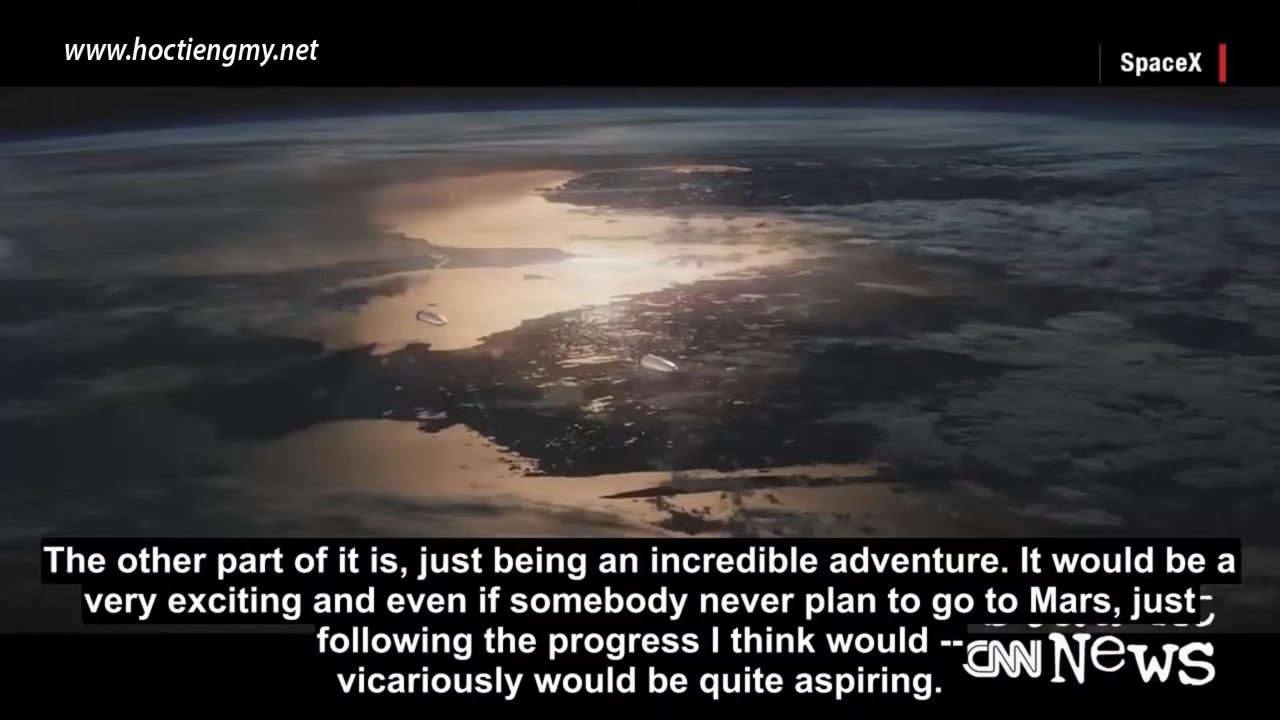 www.hoctiengmy.net
SpaceX
The other part of it is, just being an incredible adventure. It would be a
very exciting and even if somebody never plan to go to Mars, just
following the progress I think would --
vicariously would be quite aspiring.
CNN News